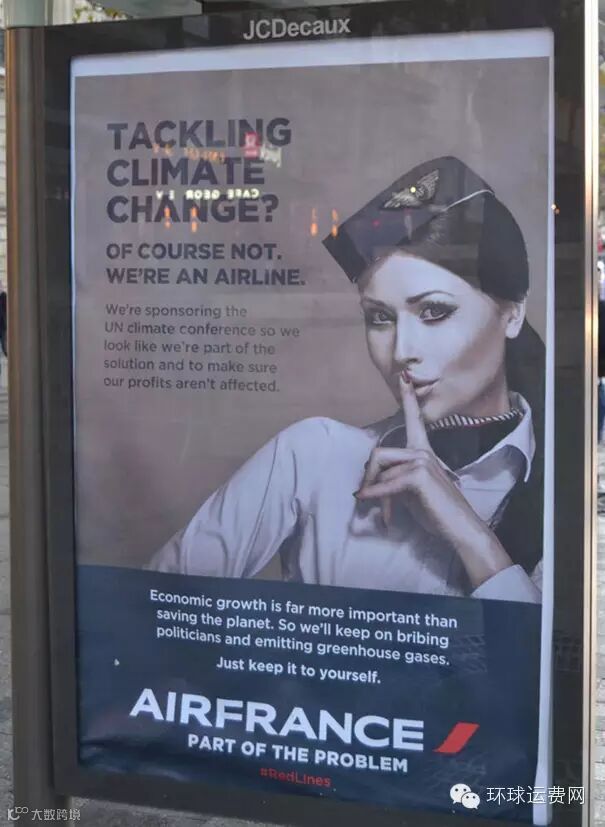 JCDecaux
TACKLING
CLIMATE
CHANGE?
OF COURSE NOT.
WE'RE AN AIRLINE.
We're sponsoring the
UN climate conference so we
look like we're part of the
solution and to make sure
our profits aren't affected.
Economic growth is far more important than
saving the planet. So we'll keep on bribing
politicians and emitting greenhouse gases.
Just keep it to yourself.
AIRFRANCE
PART OF THE PROBLEM
#RedLines
环球运费网
大数跨境